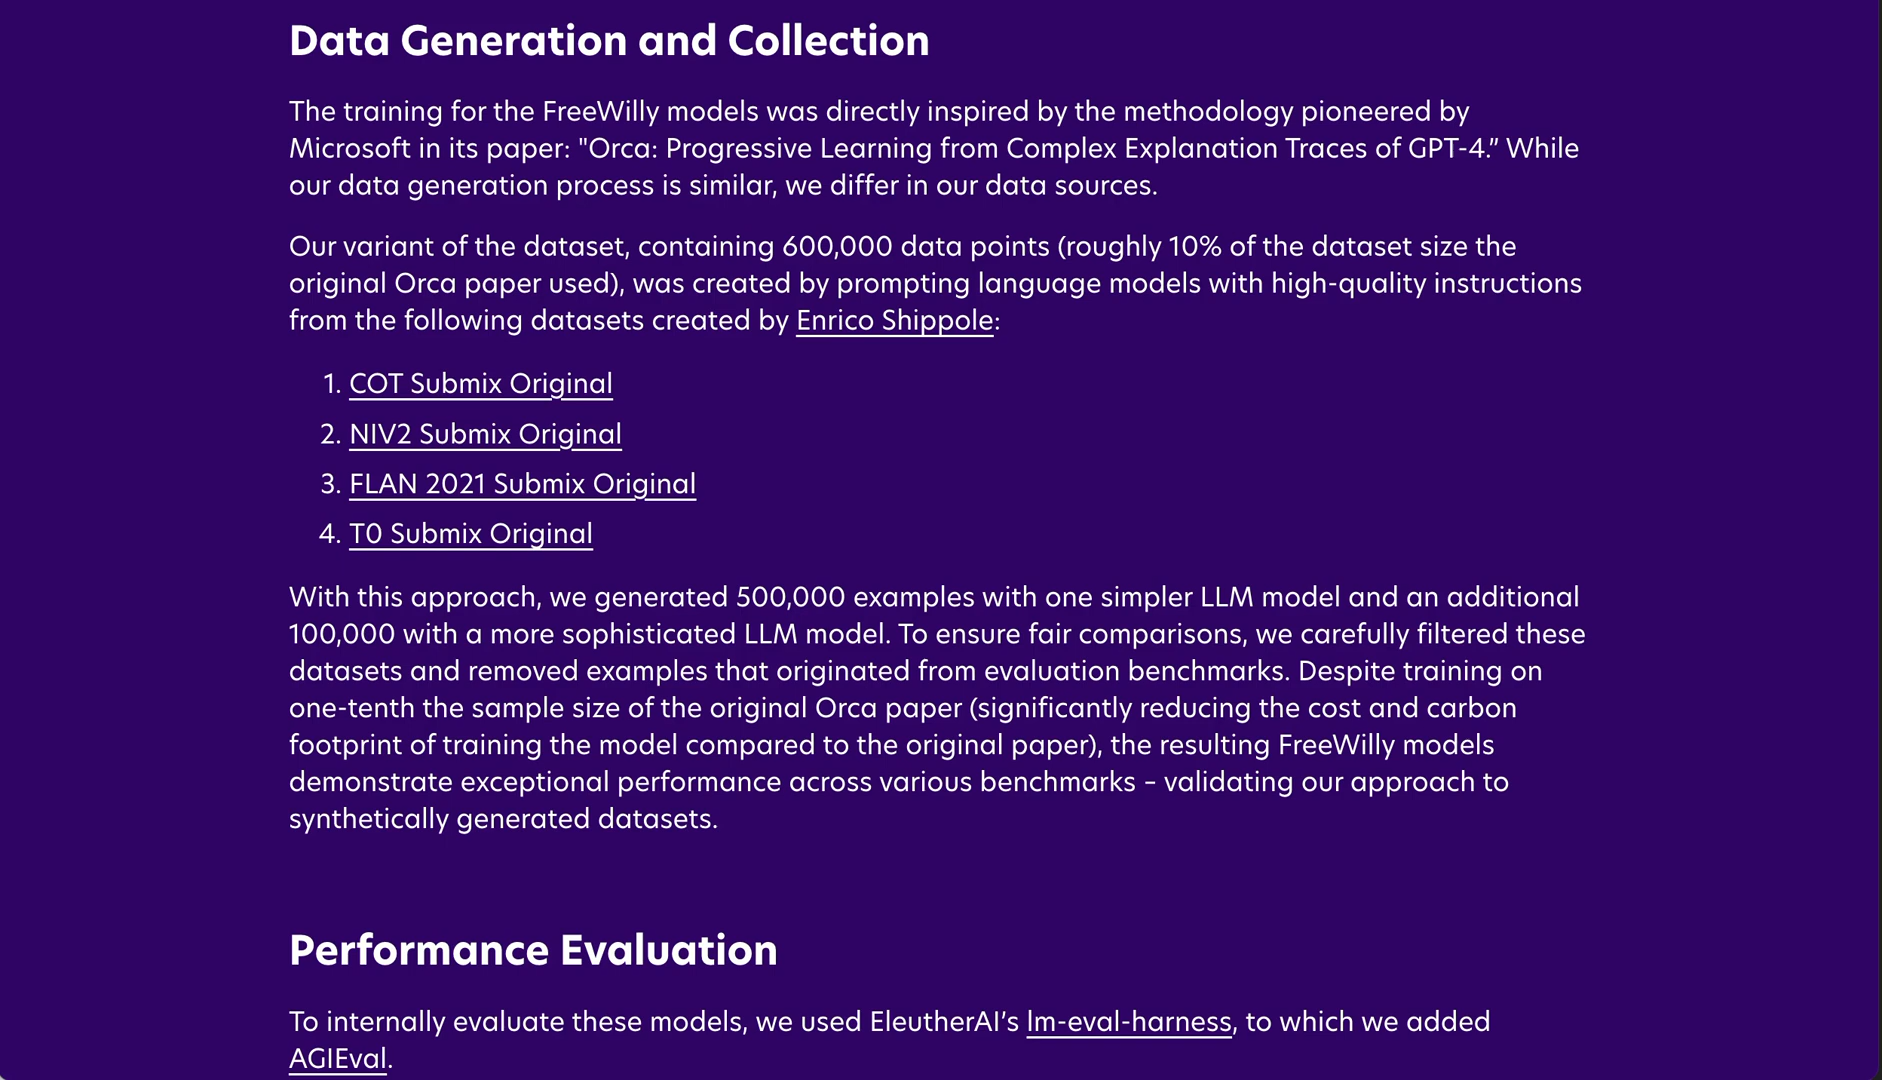 Data Generation and Collection
The training for the FreeWilly models was directly inspired by the methodology pioneered by
Microsoft in its paper: "Orca: Progressive Learning from Complex Explanation Traces of GPT-4.” While
our data generation process is similar, we differ in our data sources.
Our variant of the dataset, containing 600,000 data points (roughly 10% of the dataset size the
original Orca paper used), was created by prompting language models with high-quality instructions
from the following datasets created by Enrico Shippole:
1. COT Submix Original
2. NIV2 Submix Original
3. FLAN 2021 Submix Original
4. T0 Submix Original
With this approach, we generated 500,000 examples with one simpler LLM model and an additional
100,000 with a more sophisticated LLM model. To ensure fair comparisons, we carefully filtered these
datasets and removed examples that originated from evaluation benchmarks. Despite training on
one-tenth the sample size of the original Orca paper (significantly reducing the cost and carbon
footprint of training the model compared to the original paper), the resulting FreeWilly models
demonstrate exceptional performance across various benchmarks – validating our approach to
synthetically generated datasets.
Performance Evaluation
To internally evaluate these models, we used EleutherAI’s lm-eval-harness, to which we added
AGIEval.